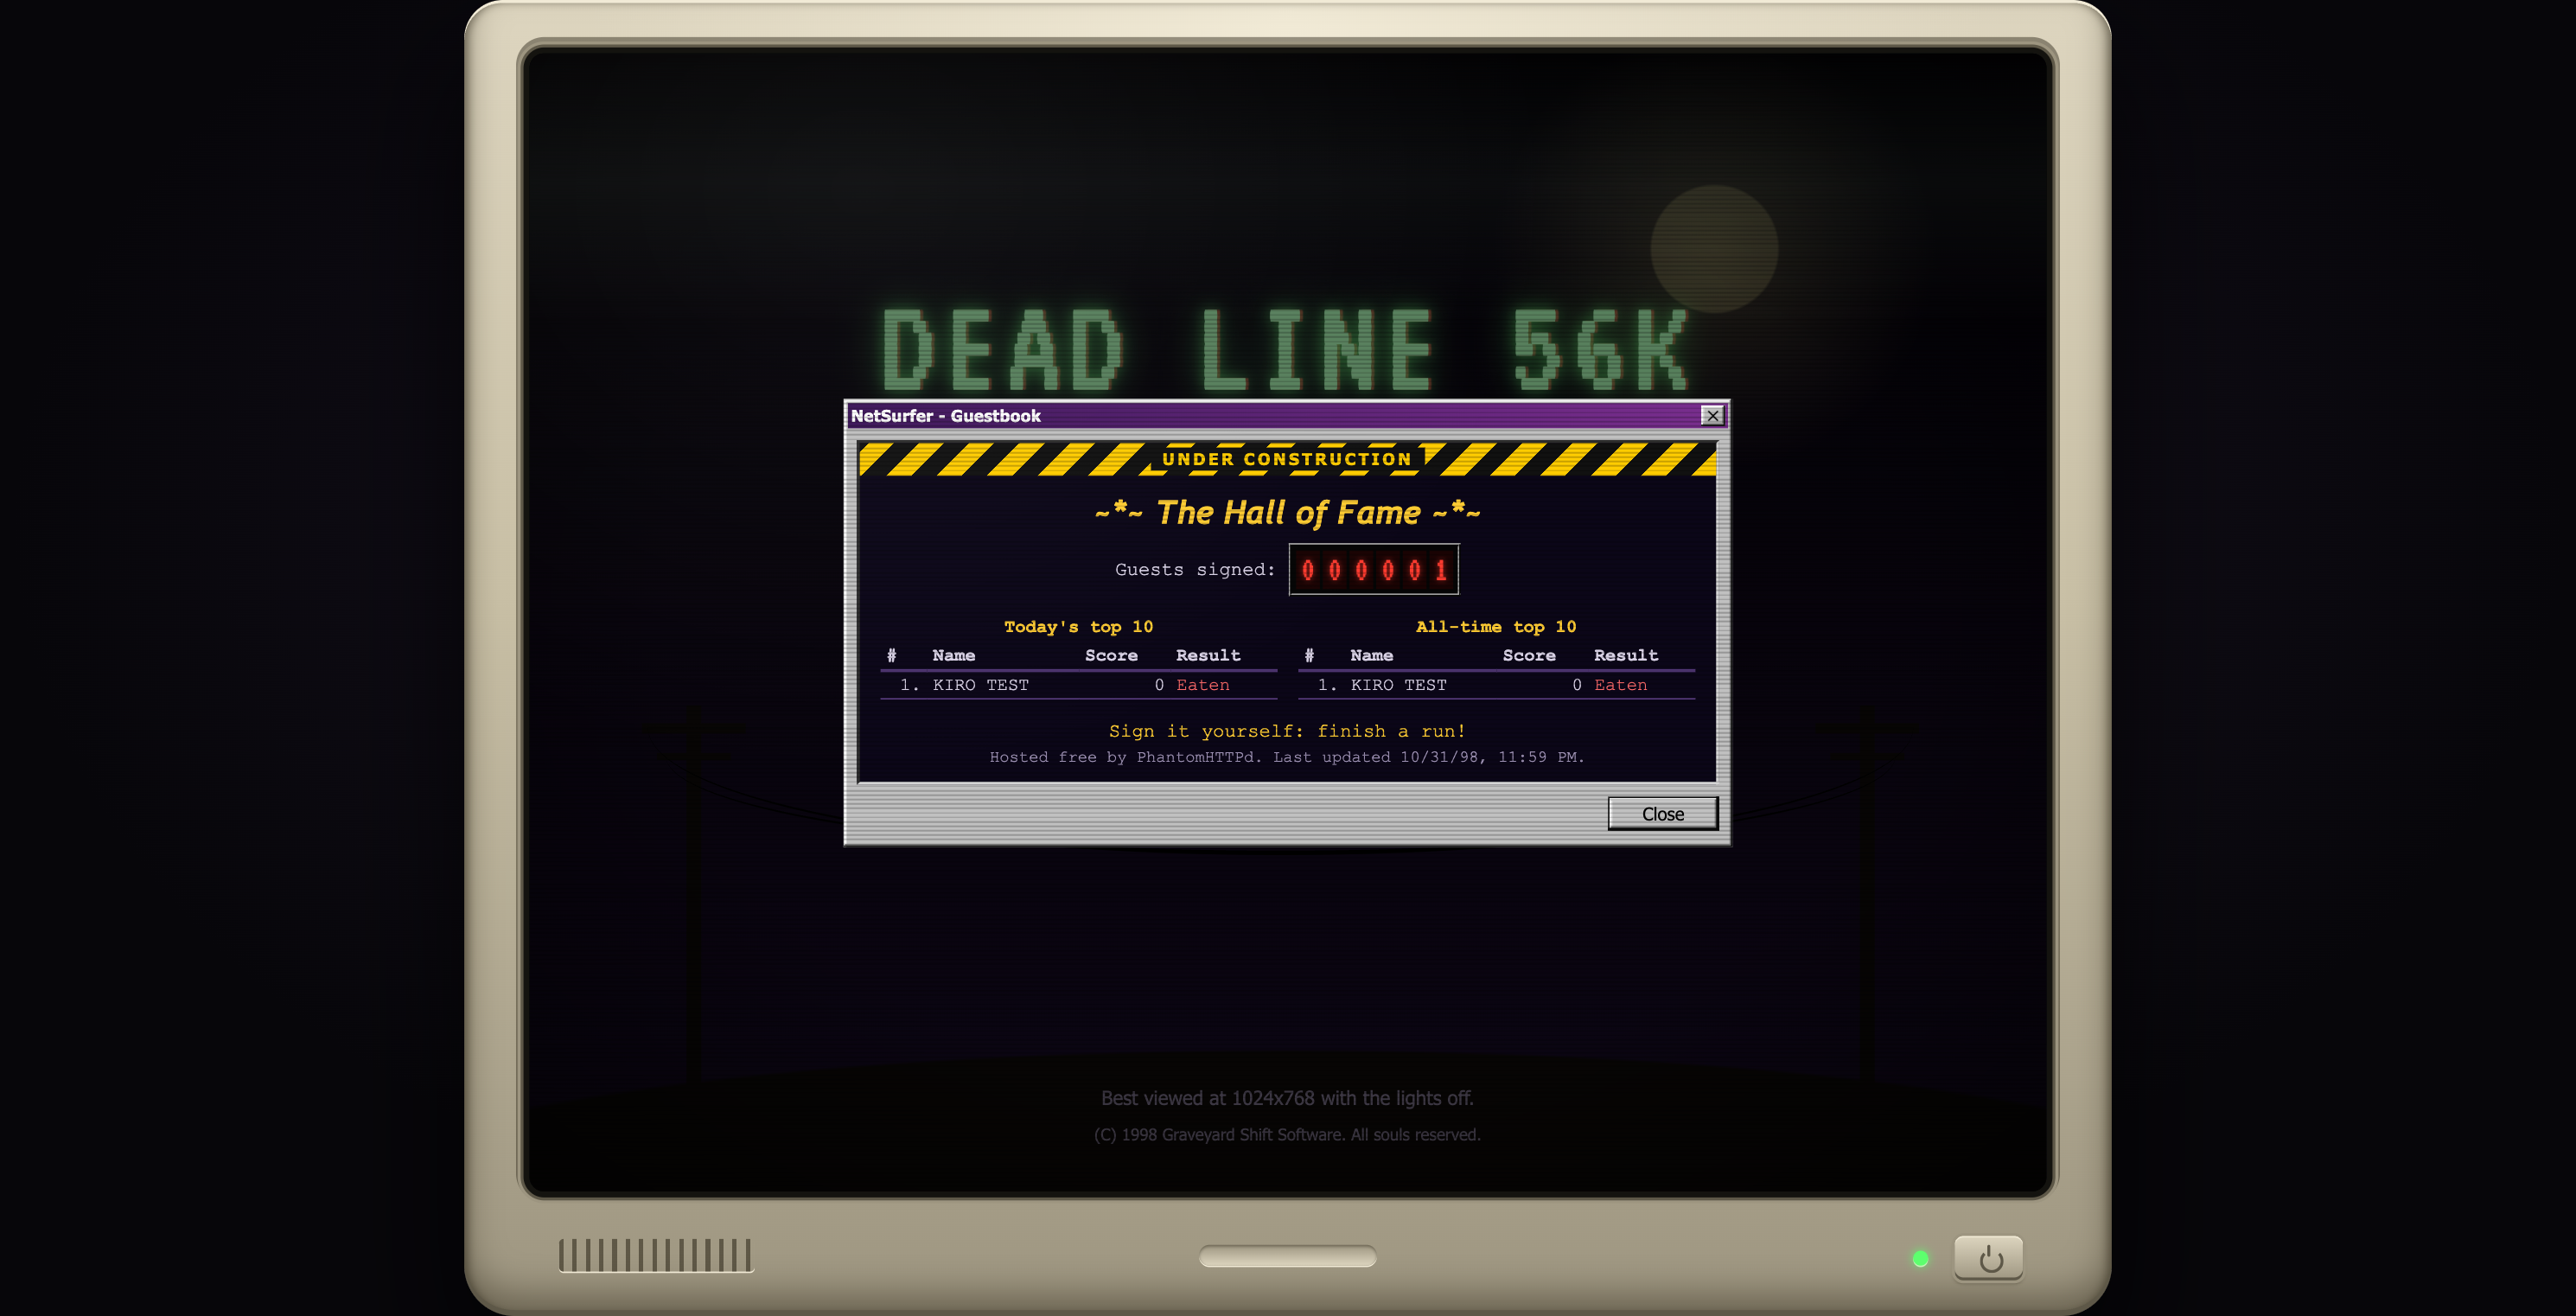 DEAD LINE 56K
NetSurfer - Guestbook
UNDER CONSTRUCTION
~*~ The Hall of Fame ~*~
Guests signed: 000001
Today's top 10
# Name Score Result
1. KIRO TEST 0 Eaten
All-time top 10
# Name Score Result
1. KIRO TEST 0 Eaten
Sign it yourself: finish a run!
Hosted free by PhantomHTTPd. Last updated 10/31/98, 11:59 PM.
Close
Best viewed at 1024x768 with the lights off.
(C) 1998 Graveyard Shift Software. All souls reserved.